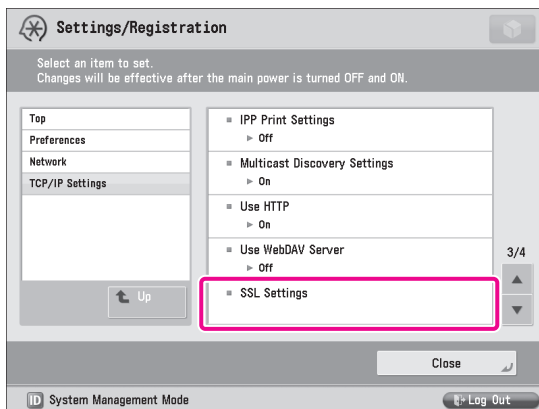 Settings/Registration
Select an item to set.
Changes will be effective after the main power is turned OFF and ON.
Top
Preferences
Network
TCP/IP Settings
Up
IPP Print Settings
► Off
Multicast Discovery Settings
► On
Use HTTP
► On
Use WebDAV Server
► Off
SSL Settings
3/4
Close
ID System Management Mode
Log Out